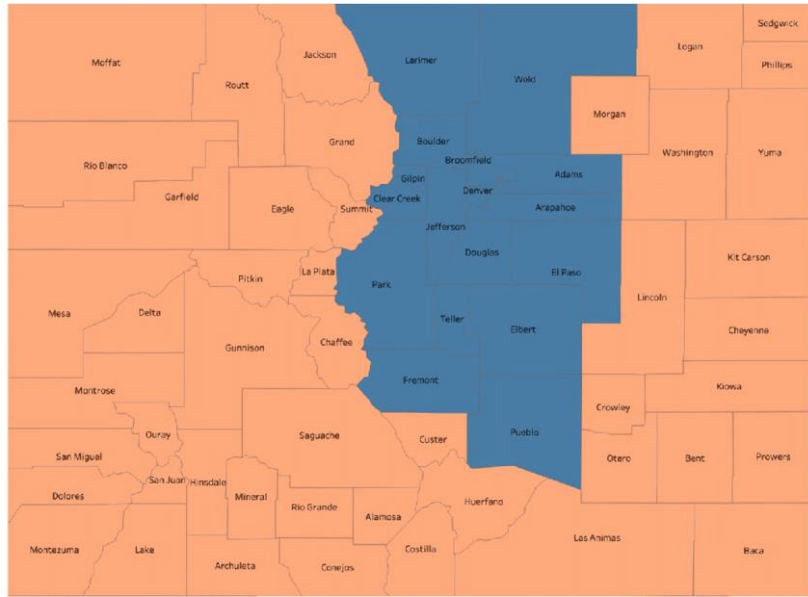 Sedgwick
Larimer
Logan
Jackson
Moffat
Phillips
Weld
Routt
Morgan
Boulder
Grand
Washington
Yuma
Broomfield
Rio Blanco
Adams
Gilpin
Denver
Garfield
Clear Creek
Eagle
Summit
Arapahoe
Jefferson
Douglas
Kit Carson
La Plata
El Paso
Pitkin
Park
Lincoln
Mesa
Delta
Teller
Elbert
Cheyenne
Chaffee
Gunnison
Fremont
Kiowa
Montrose
Crowley
Pueblo
Ouray
Saguache
Custer
San Miguel
Otero
Bent
Prowers
San Juan
Hinsdale
Dolores
Mineral
Huerfano
Rio Grande
Alamosa
Las Animas
Montezuma
Lake
Costilla
Baca
Archuleta
Conejos